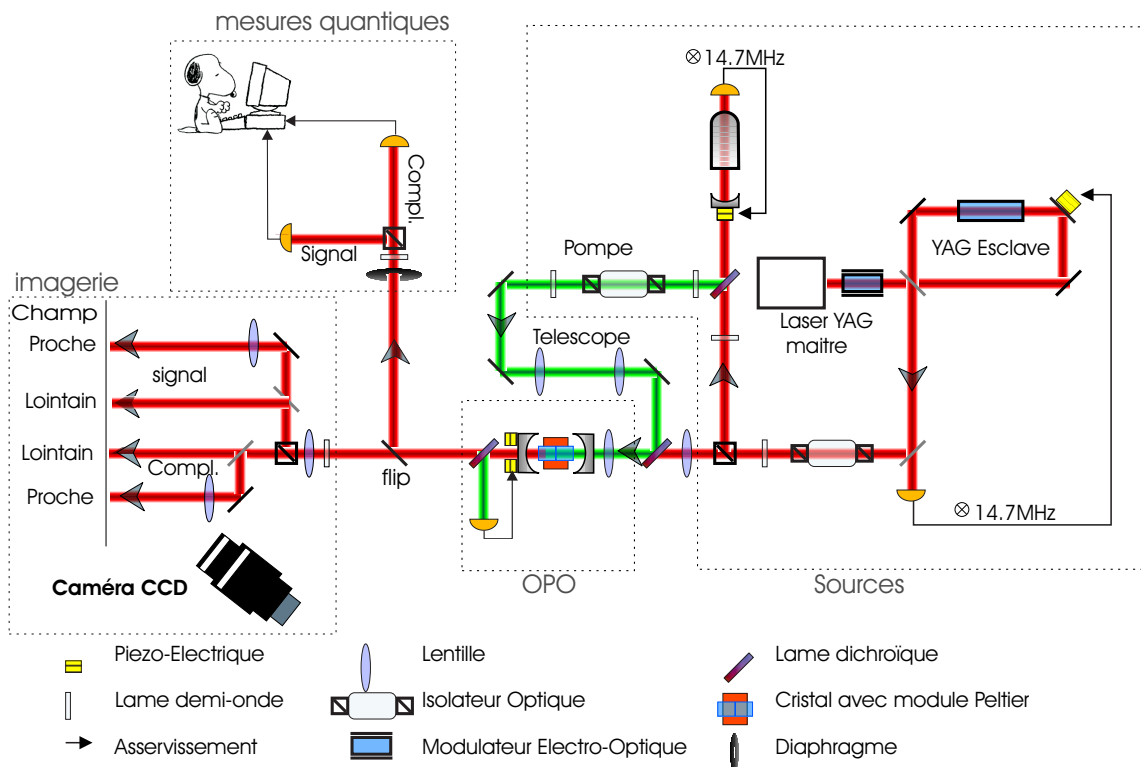 mesures quantiques
⊗ 14.7MHz
Compl.
Signal
Pompe
YAG Esclave
Laser YAG
maitre
imagerie
Champ
Proche
signal
Telescope
Lointain
Lointain
Compl.
flip
Proche
⊗ 14.7MHz
Caméra CCD
OPO
Sources
Piezo-Electrique
Lentille
Lame dichroïque
Lame demi-onde
Isolateur Optique
Cristal avec module Peltier
Asservissement
Modulateur Electro-Optique
Diaphragme